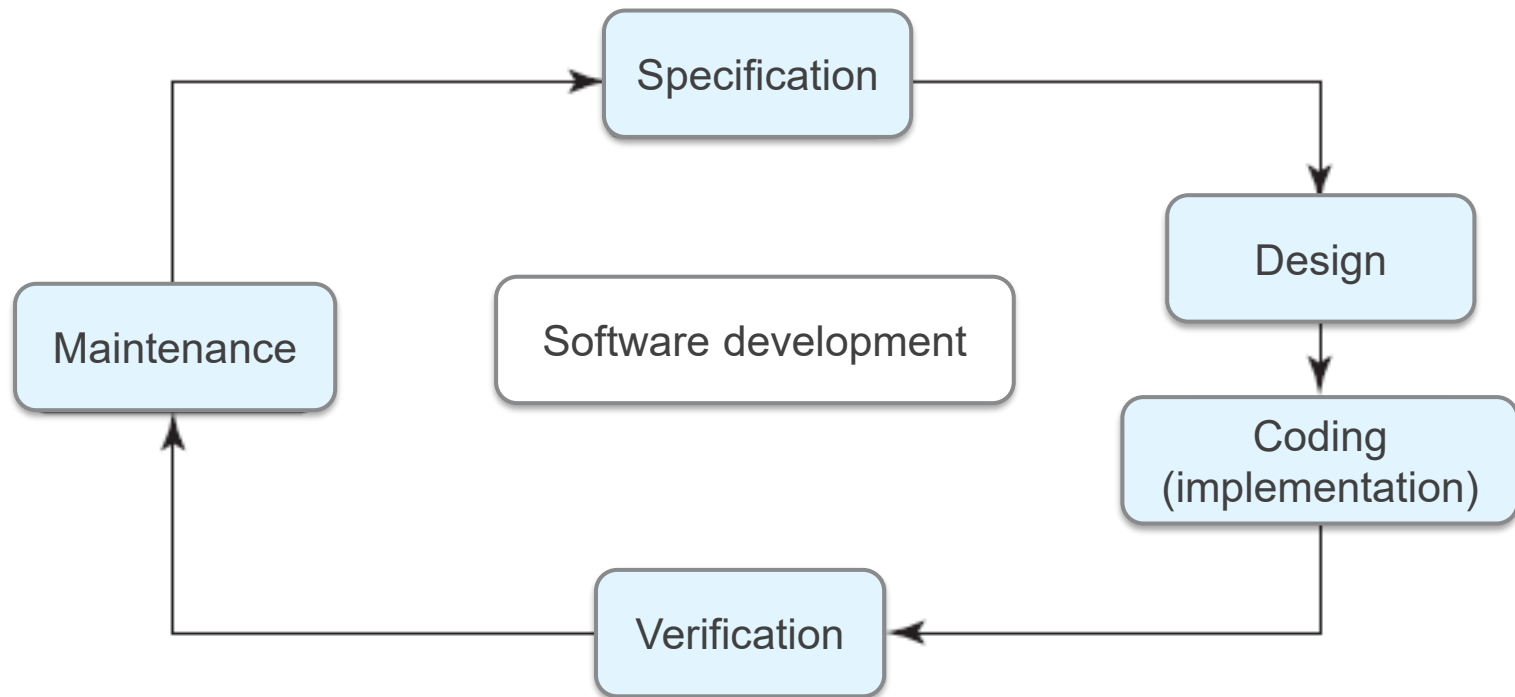 Specification
Design
Maintenance
Software development
Coding
(implementation)
Verification